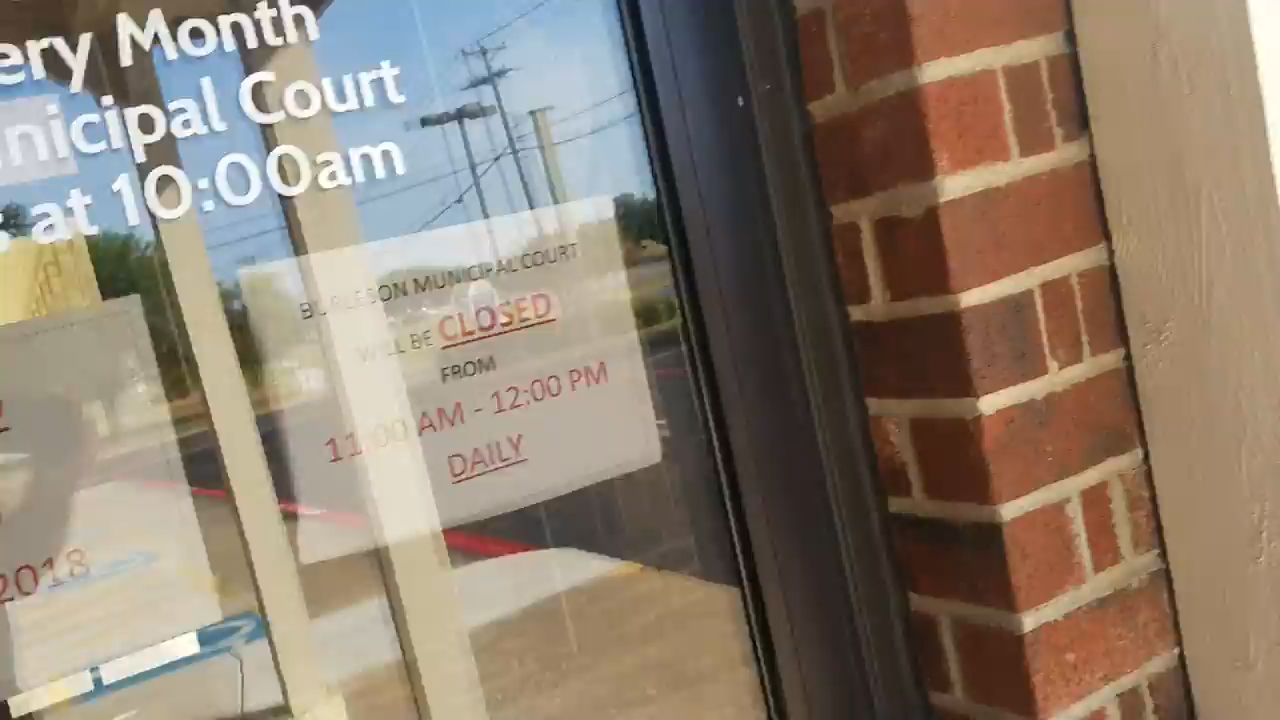 ery Month
nicipal Court
at 10:00am
BURLESON MUNICIPAL COURT
WILL BE CLOSED
FROM
11:00 AM - 12:00 PM
DAILY
2018